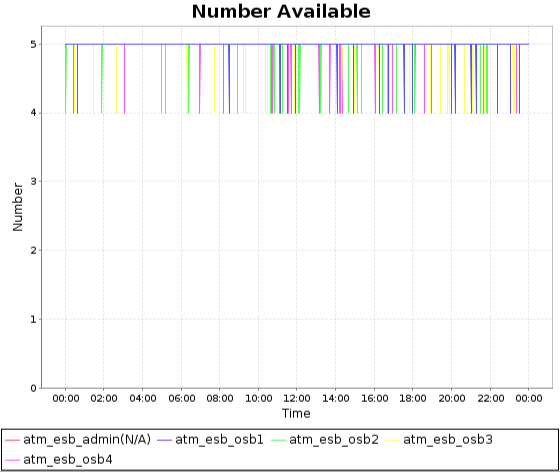 Number Available
5
4
3
2
1
0
Number
00:00 02:00 04:00 06:00 08:00 10:00 12:00 14:00 16:00 18:00 20:00 22:00 00:00
Time
atm_esb_admin(N/A) atm_esb_osb1 atm_esb_osb2 atm_esb_osb3
atm_esb_osb4